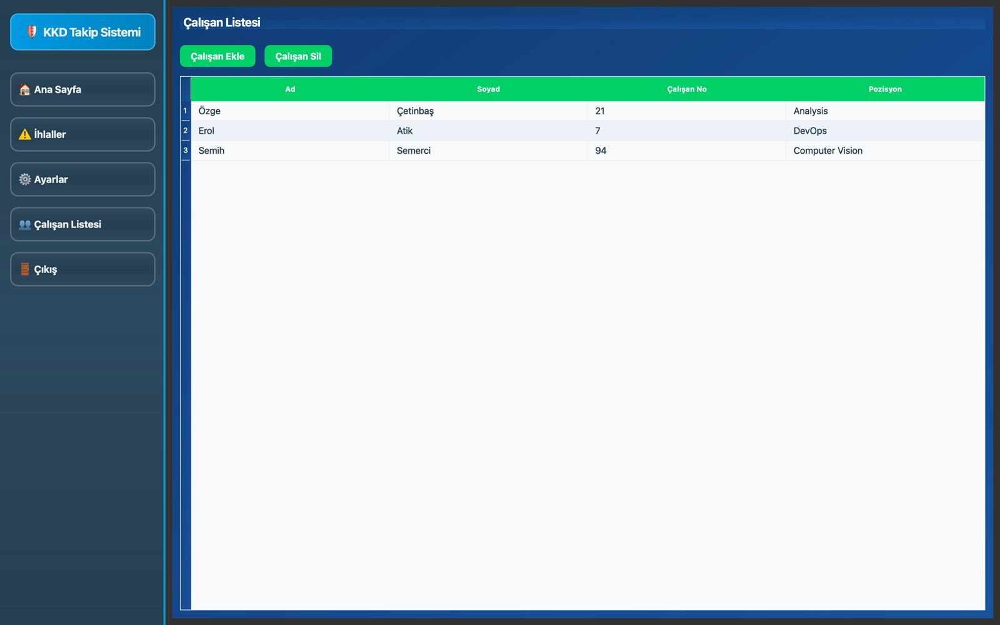 KKD Takip Sistemi
Ana Sayfa
İhlaller
Ayarlar
Çalışan Listesi
Çıkış
Çalışan Listesi
Çalışan Ekle Çalışan Sil
Ad Soyad Çalışan No Pozisyon
1 Özge Çetinbaş 21 Analysis
2 Erol Atik 7 DevOps
3 Semih Semerci 94 Computer Vision